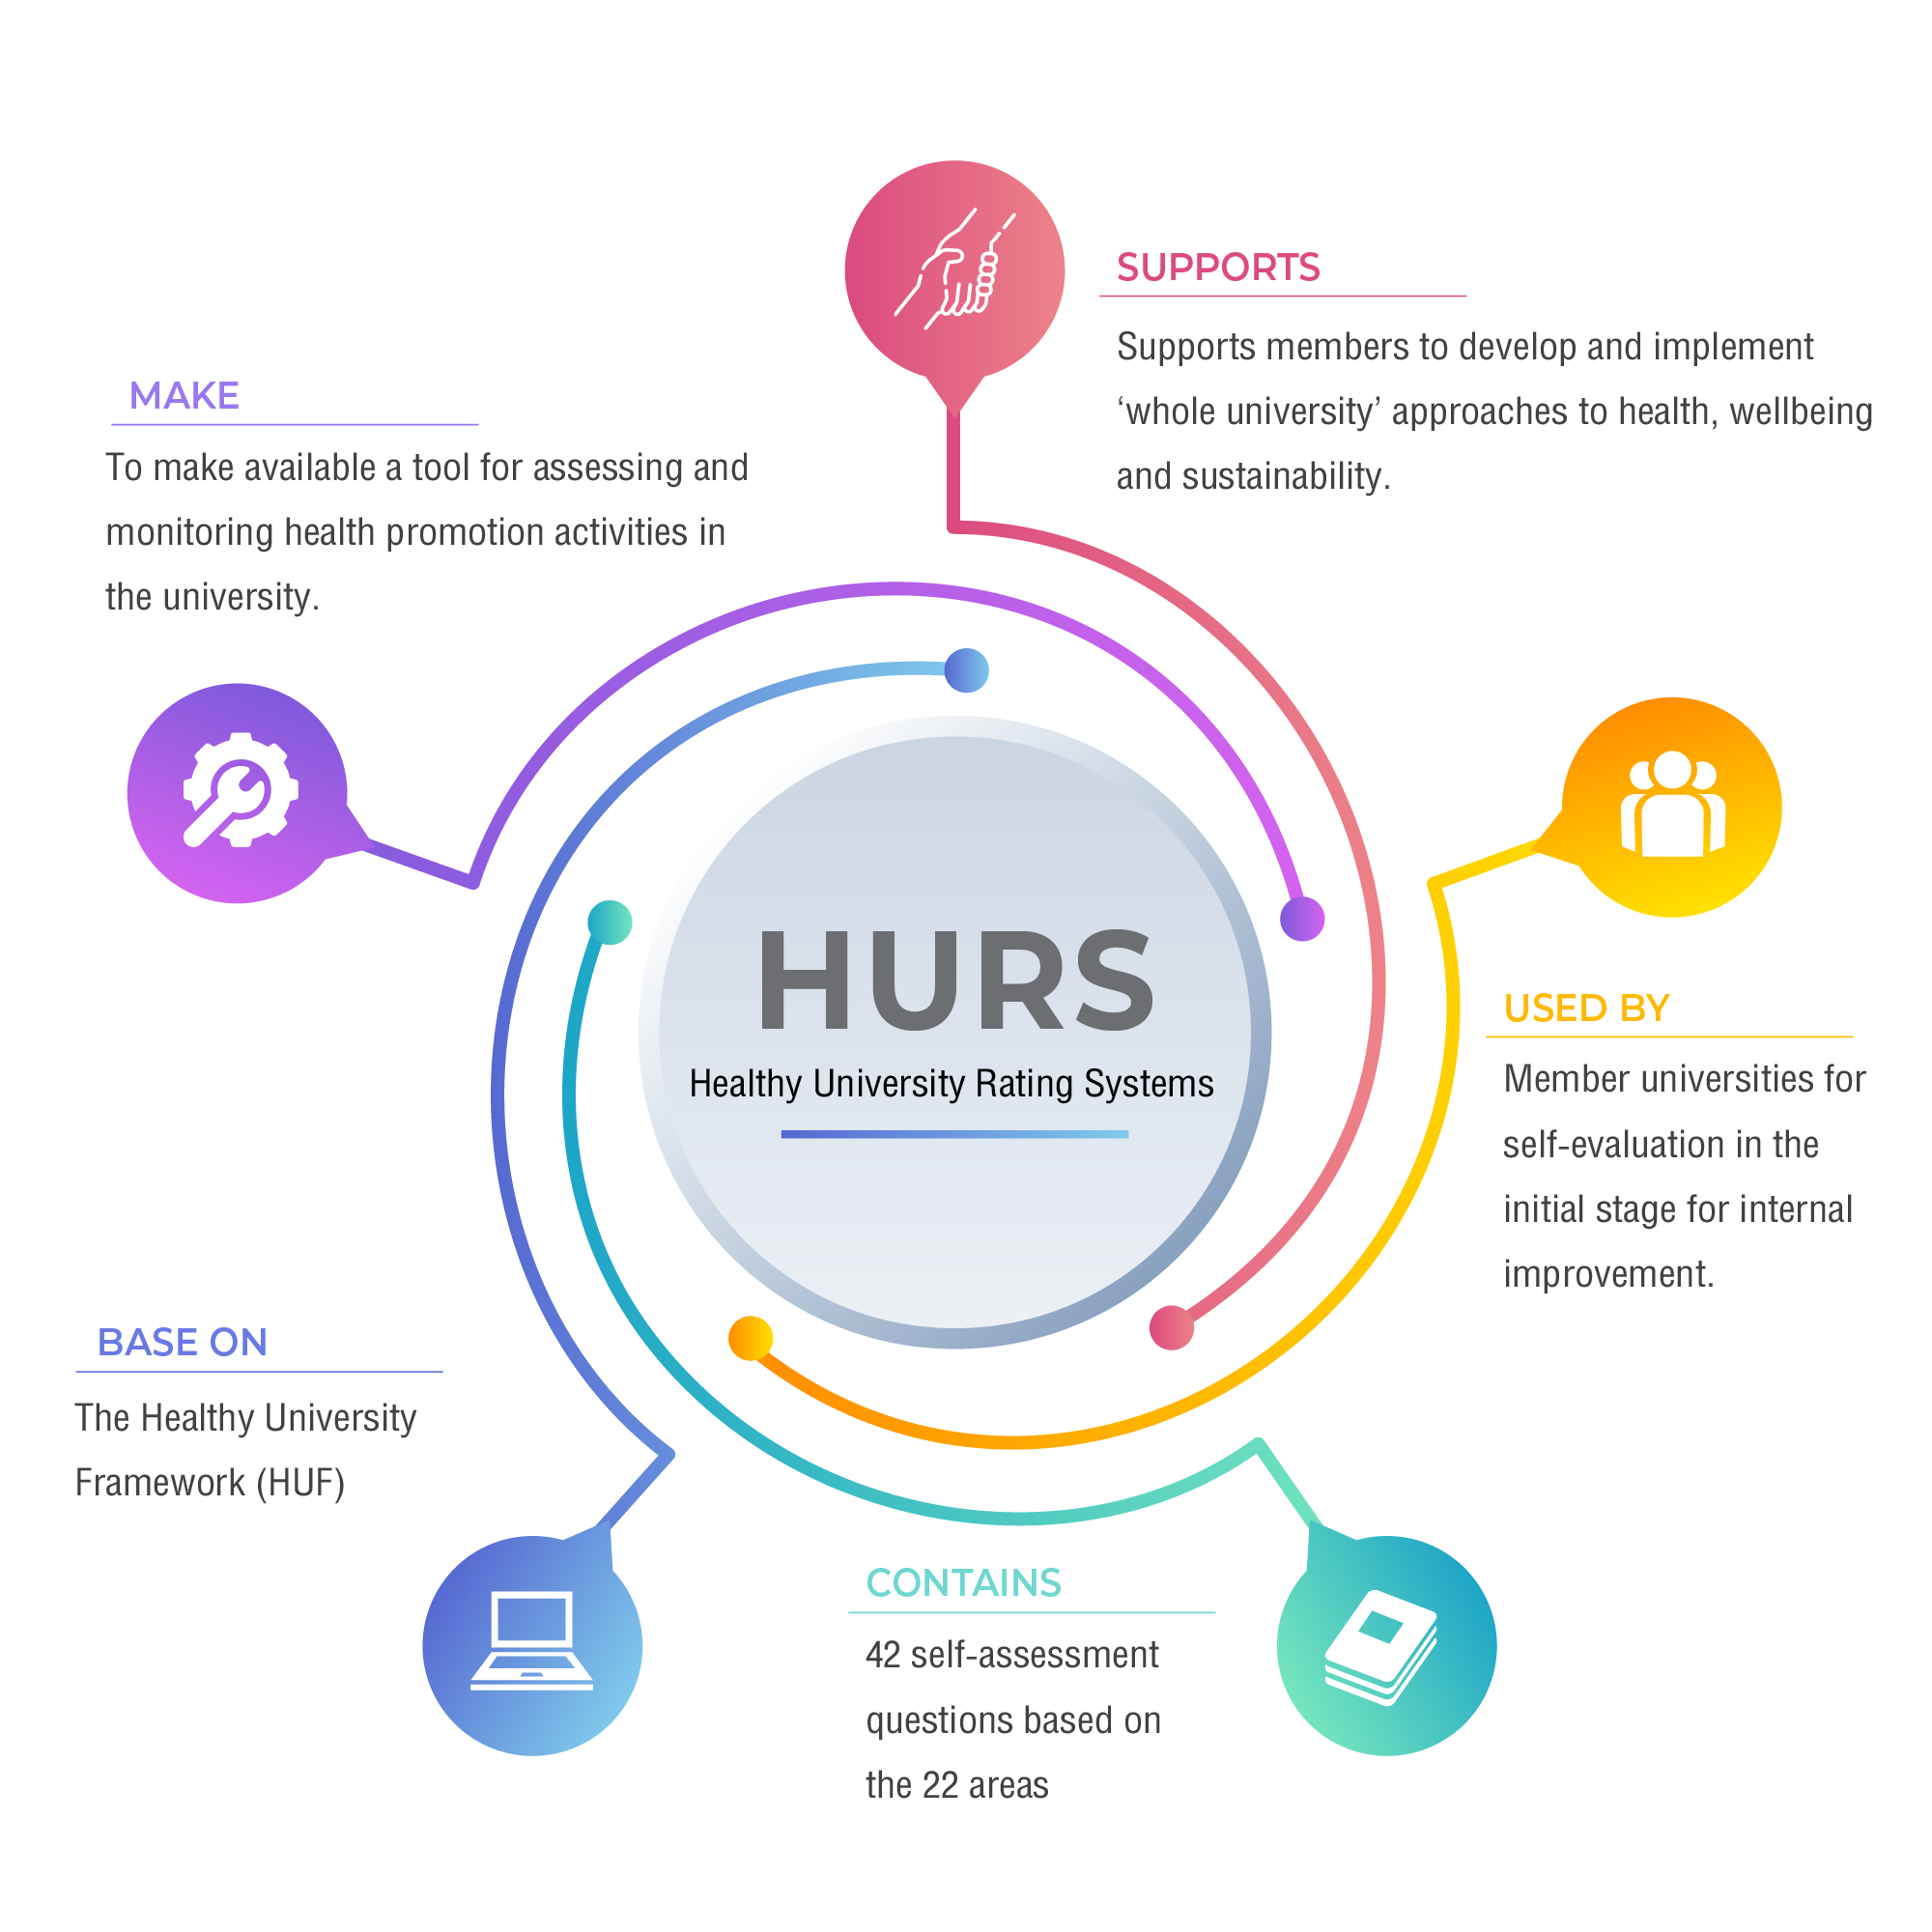 SUPPORTS
Supports members to develop and implement
‘whole university’ approaches to health, wellbeing
and sustainability.
MAKE
To make available a tool for assessing and
monitoring health promotion activities in
the university.
HURS
Healthy University Rating Systems
USED BY
Member universities for
self-evaluation in the
initial stage for internal
improvement.
BASE ON
The Healthy University
Framework (HUF)
CONTAINS
42 self-assessment
questions based on
the 22 areas